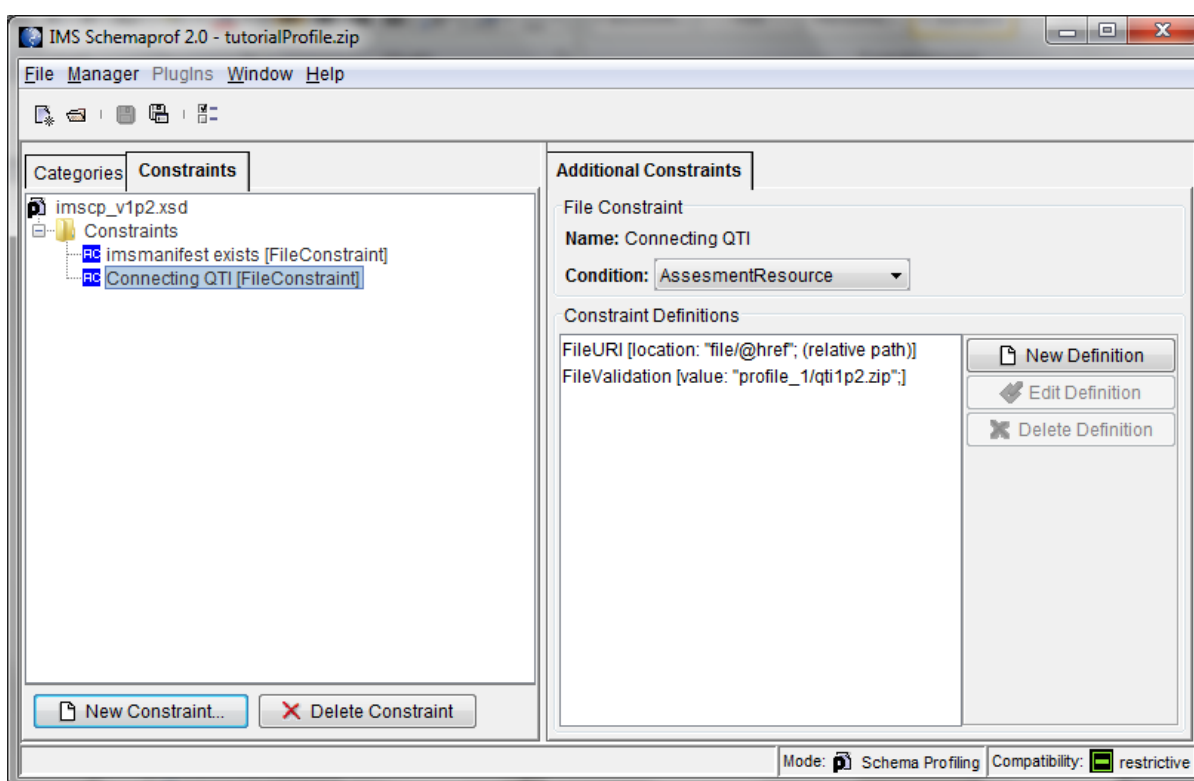 IMS Schemaprof 2.0 - tutorialProfile.zip
File Manager PlugIns Window Help
Categories Constraints
imscp_v1p2.xsd
Constraints
RC imsmanifest exists [FileConstraint]
RC Connecting QTI [FileConstraint]
New Constraint...
Delete Constraint
Additional Constraints
File Constraint
Name: Connecting QTI
Condition: AssesmentResource
Constraint Definitions
FileURI [location: "file/@href"; (relative path)]
FileValidation [value: "profile_1/qti1p2.zip";]
New Definition
Edit Definition
Delete Definition
Mode: Schema Profiling Compatibility: restrictive